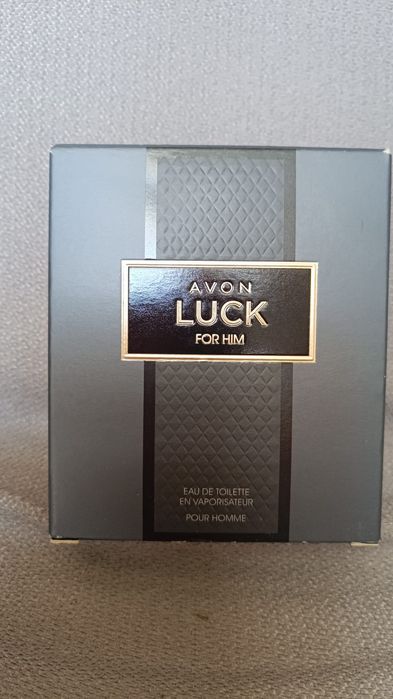 AVON
LUCK
FOR HIM
EAU DE TOILETTE
EN VAPORISATEUR
POUR HOMME